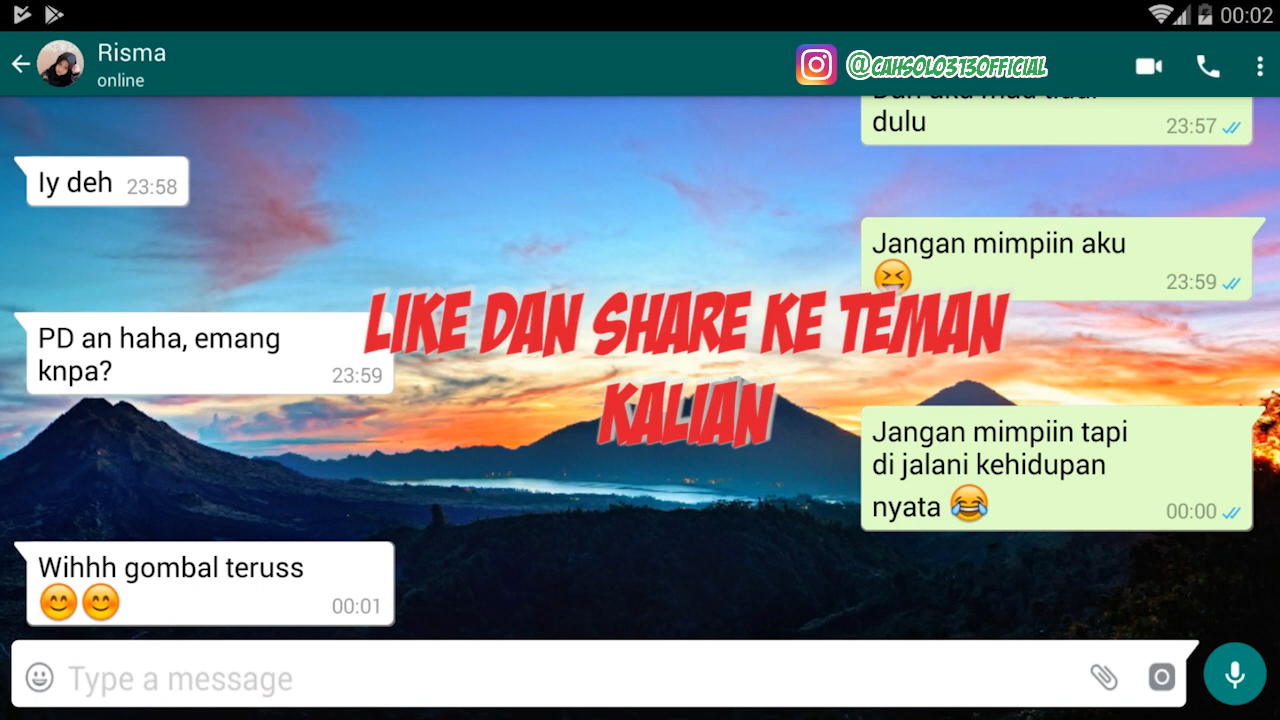 00:02
Risma
online
@CAHSOLO313OFFICIAL
dulu
23:57
Iy deh 23:58
Jangan mimpiin aku
23:59
PD an haha, emang
knpa?
23:59
LIKE DAN SHARE KE TEMAN
KALIAN
Jangan mimpiin tapi
di jalani kehidupan
nyata
00:00
Wihhh gombal teruss
00:01
Type a message